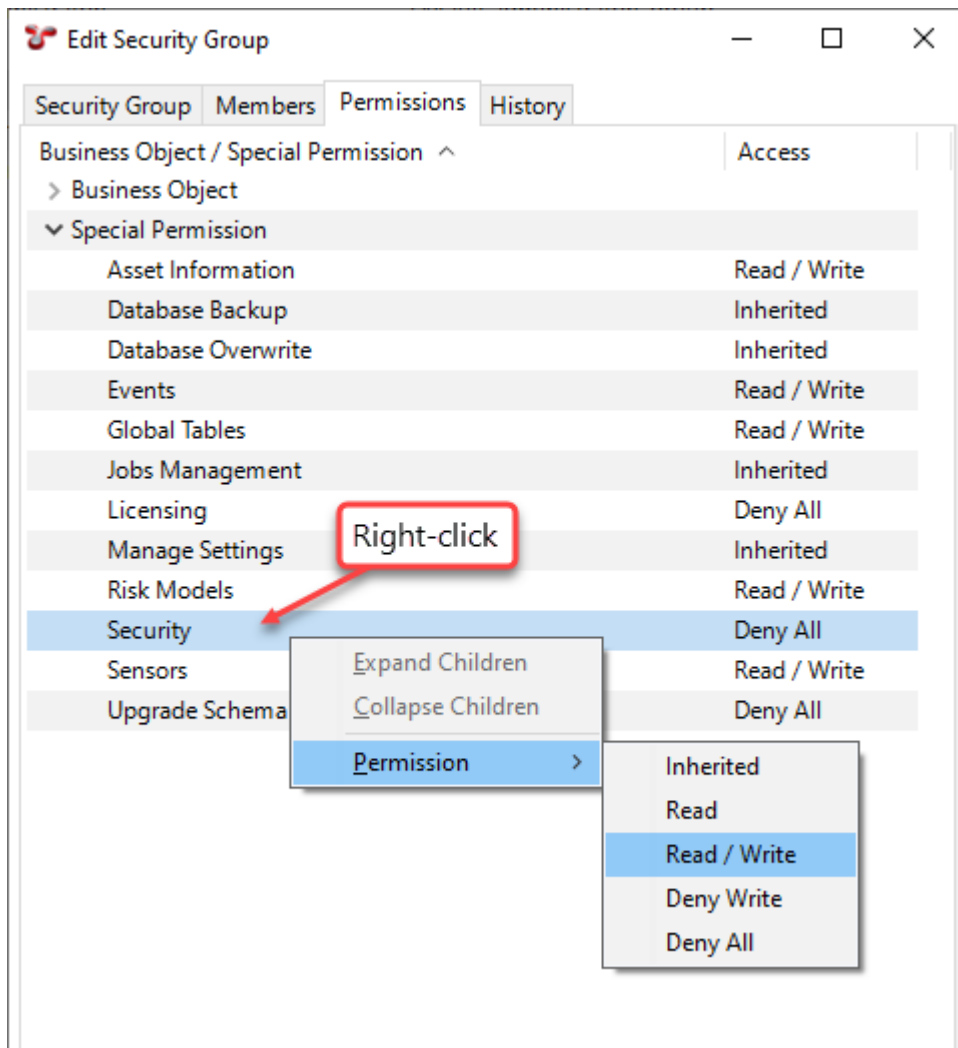 Edit Security Group
Security Group Members Permissions History
Business Object / Special Permission Access
Business Object
Special Permission
Asset Information Read / Write
Database Backup Inherited
Database Overwrite Inherited
Events Read / Write
Global Tables Read / Write
Jobs Management Inherited
Licensing Deny All
Right-click
Manage Settings Inherited
Risk Models Read / Write
Security Deny All
Expand Children
Sensors Read / Write
Collapse Children
Upgrade Schema Deny All
Permission
Inherited
Read
Read / Write
Deny Write
Deny All